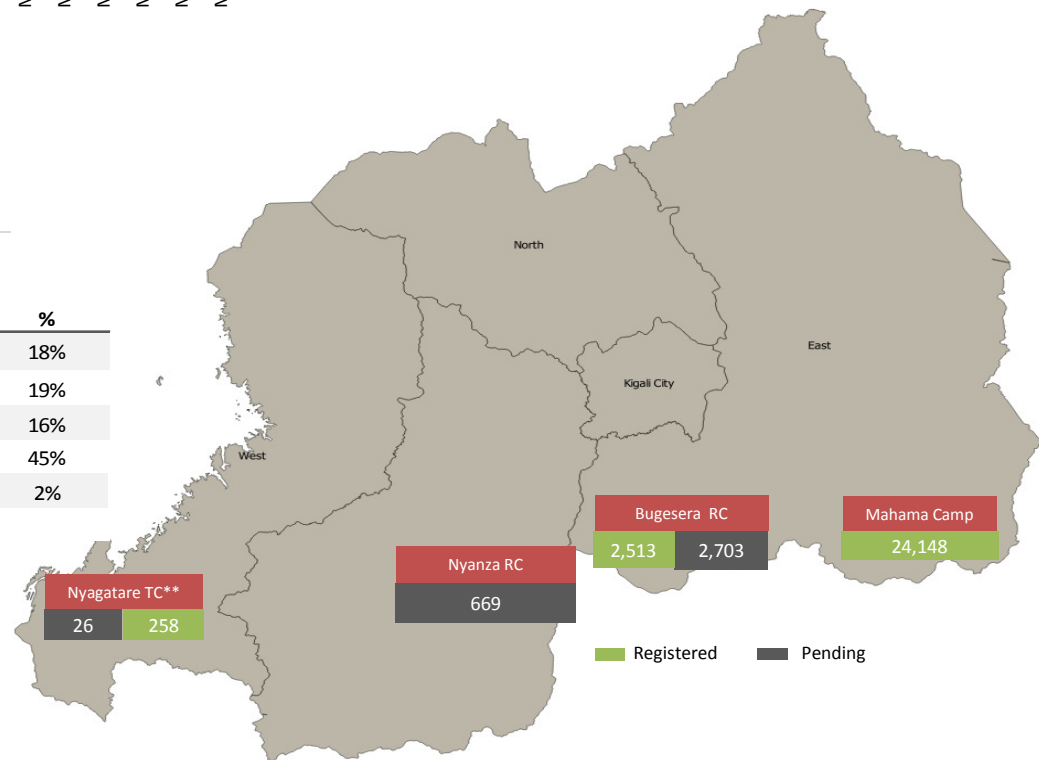 North
%
18%
East
19%
Kigali City
16%
45%
West
2%
Bugesera RC
Mahama Camp
2,513 2,703
24,148
Nyanza RC
Nyagatare TC**
669
26 258
Registered Pending